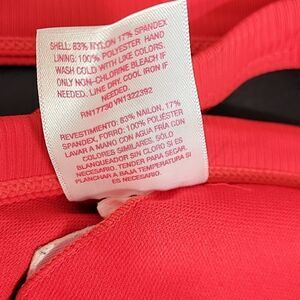 SHELL: 83% NYLON 17% SPANDEX
LINING: 100% POLYESTER HAND
WASH COLD WITH LIKE COLORS.
ONLY NON-CHLORINE BLEACH IF
NEEDED. LINE DRY. COOL IRON IF
NEEDED.
RN17730 VN1322392
REVESTIMIENTO: 83% NAILON, 17%
SPANDEX, FORRO: 100% POLIÉSTER
LAVAR A MANO CON AGUA FRÍA CON
COLORES SIMILARES. SÓLO
BLANQUEADOR SIN CLORO SI ES
NECESARIO. TENDER PARA SECAR.
PLANCHAR A BAJA TEMPERATURA SI
ES NECESARIO.